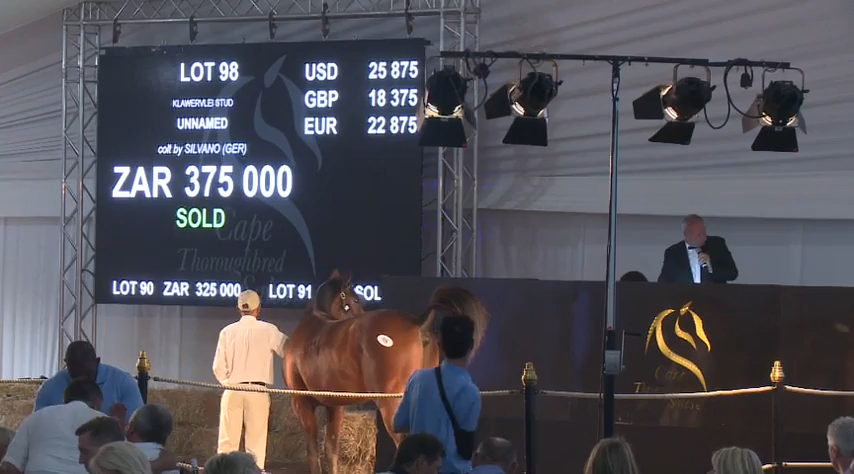 LOT 98
KLAWERVLEI STUD
UNNAMED
colt by SILVANO (GER)
USD 25 875
GBP 18 375
EUR 22 875
ZAR 375 000
SOLD
Cape
Thoroughbred
LOT 90 ZAR 325 000 LOT 91 SOL
Cape